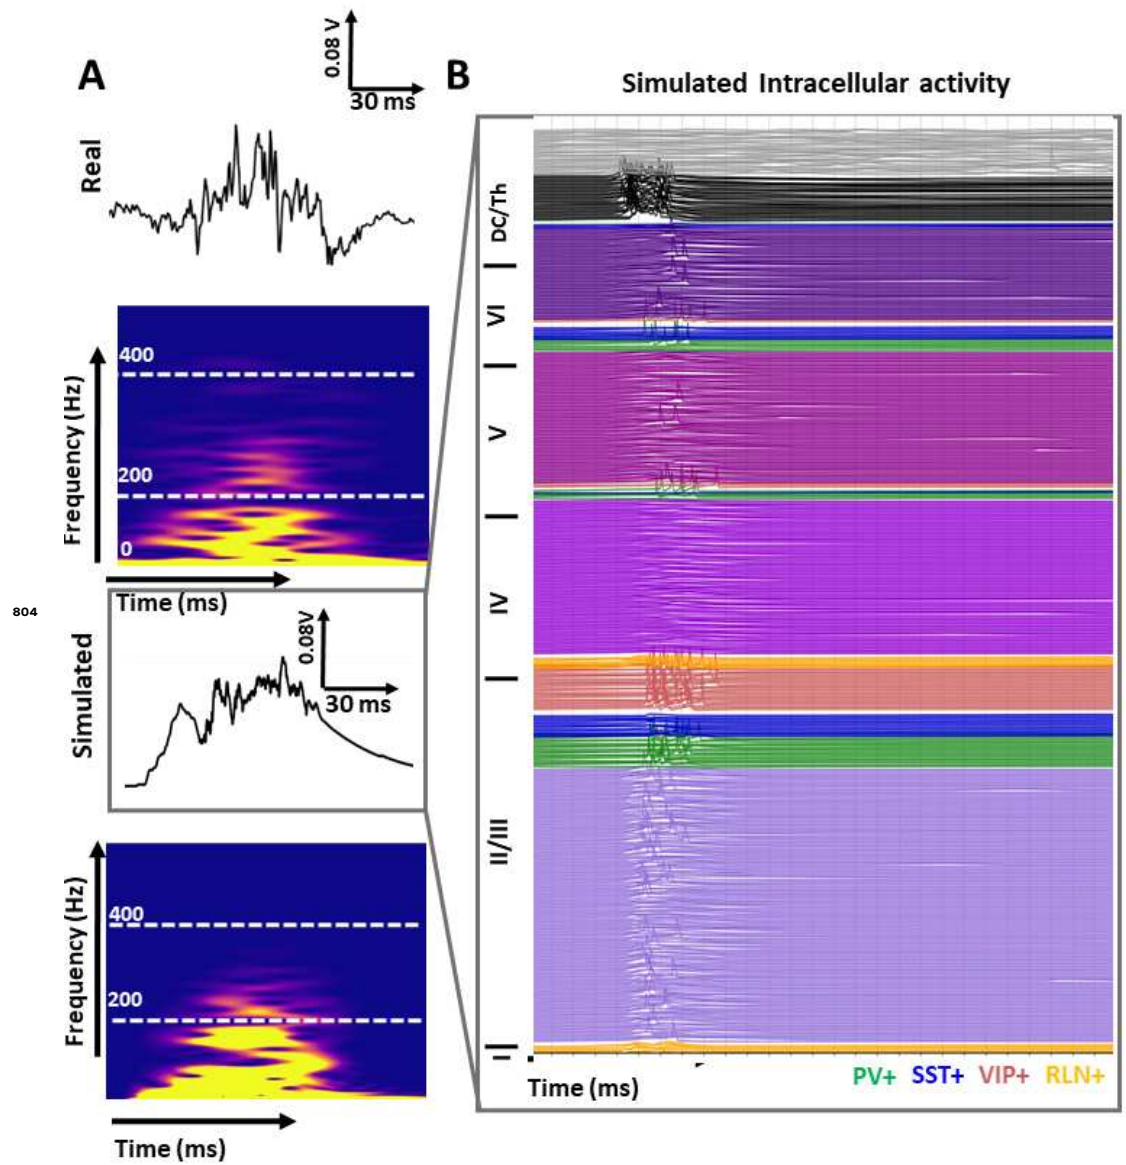 A
0.08 V
30 ms
Real
Frequency (Hz)
400
200
0
Time (ms)
804
Simulated
0.08V
30 ms
Frequency (Hz)
400
200
Time (ms)
B
Simulated Intracellular activity
DC/Th
VI
V
IV
II/III
I
Time (ms)
PV+ SST+ VIP+ RLN+